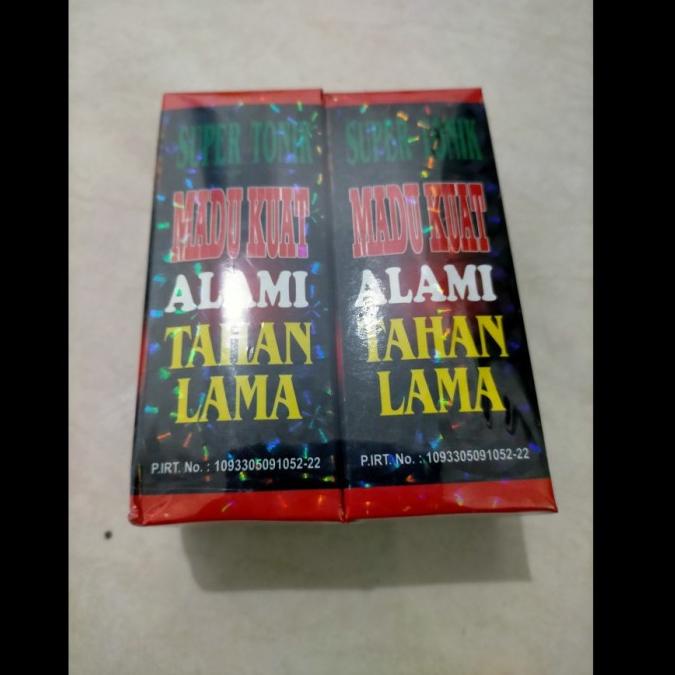 SUPER TONIK
MADU KUAT
ALAMI
TAHAN
LAMA
P.IRT. No. : 1093305091052-22
SUPER TONIK
MADU KUAT
ALAMI
TAHAN
LAMA
P.IRT. No. : 1093305091052-22